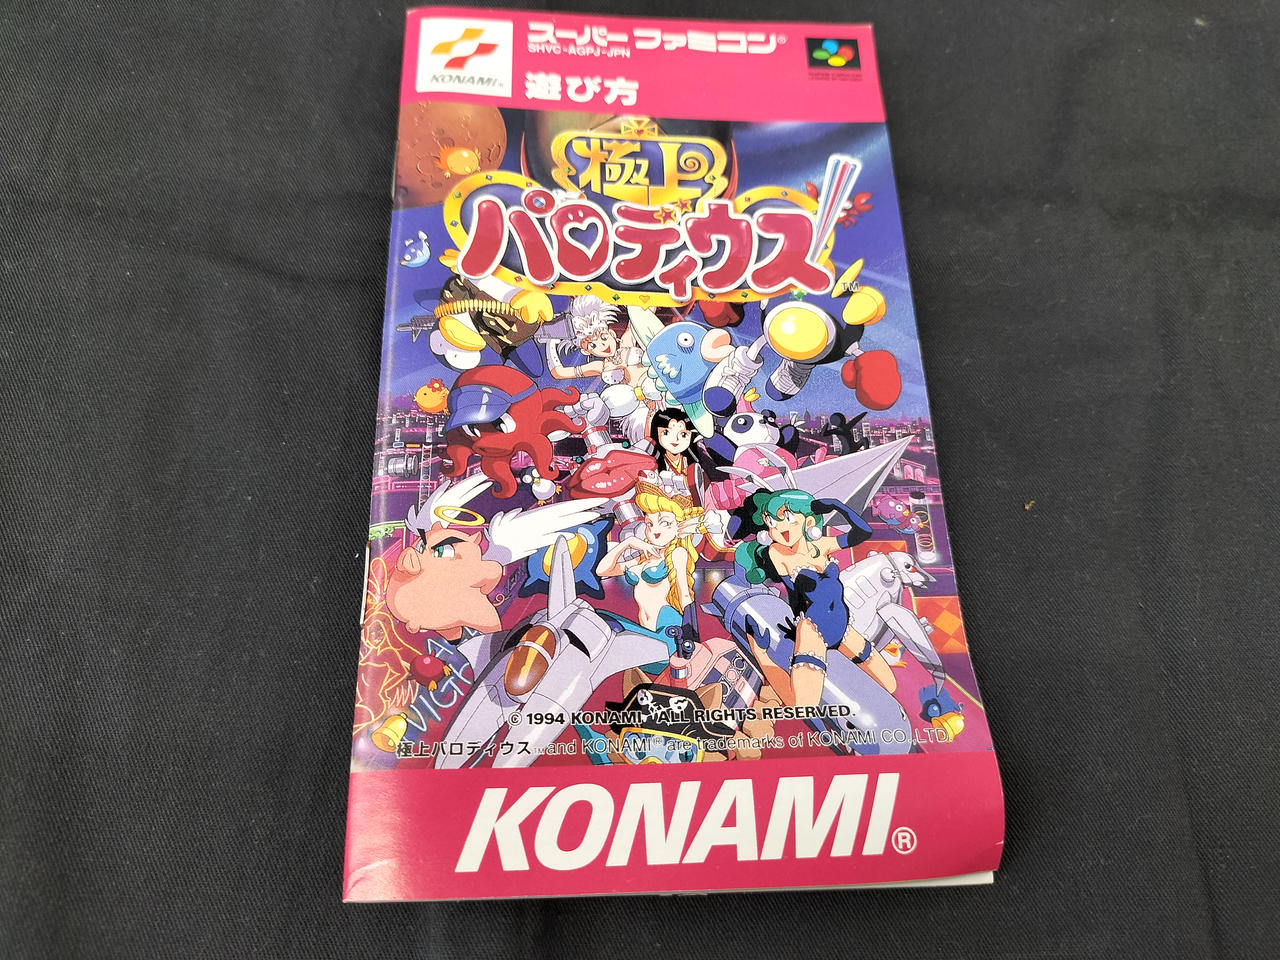 KONAMI®
スーパーファミコン®
SHVC-AGPJ-JPN
遊び方
極上
パロディウス!
TM
© 1994 KONAMI ALL RIGHTS RESERVED.
極上パロディウス™ and KONAMI® are trademarks of KONAMI CO., LTD.
KONAMI®